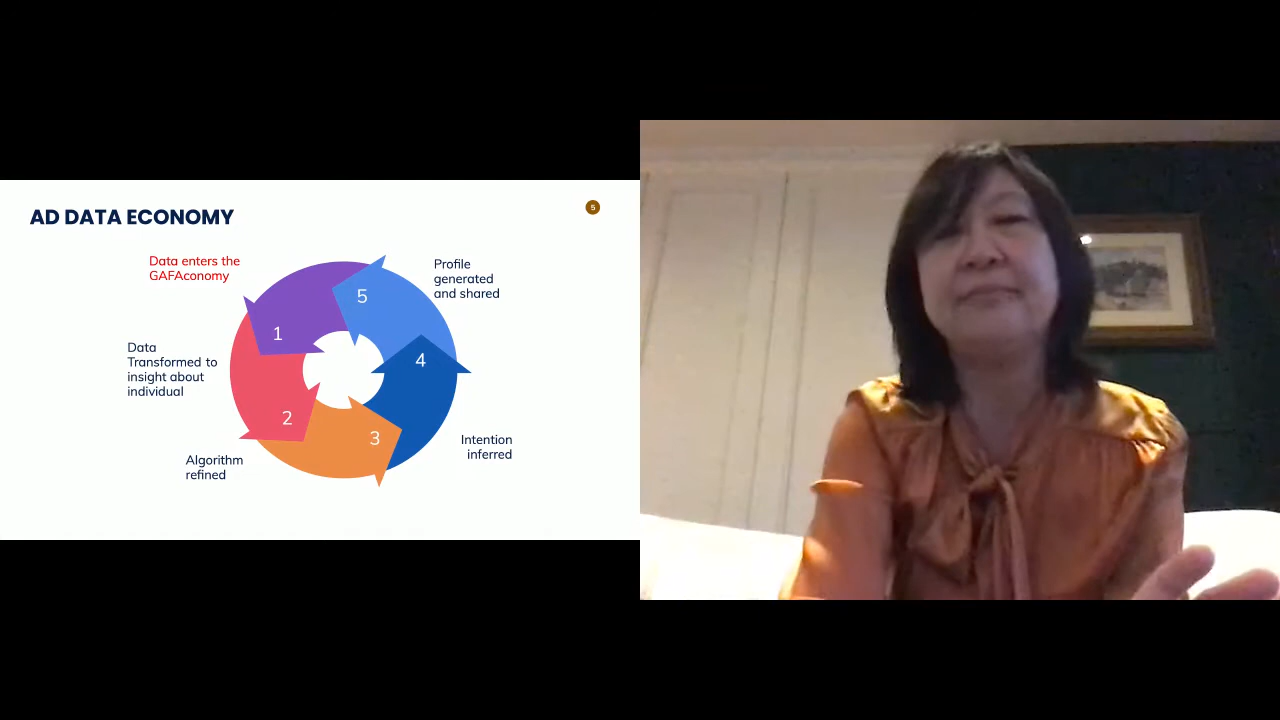 AD DATA ECONOMY
5
Data enters the
GAFAconomy
Profile
generated
and shared
5
1
Data
Transformed to
insight about
individual
4
2
3
Algorithm
refined
Intention
inferred